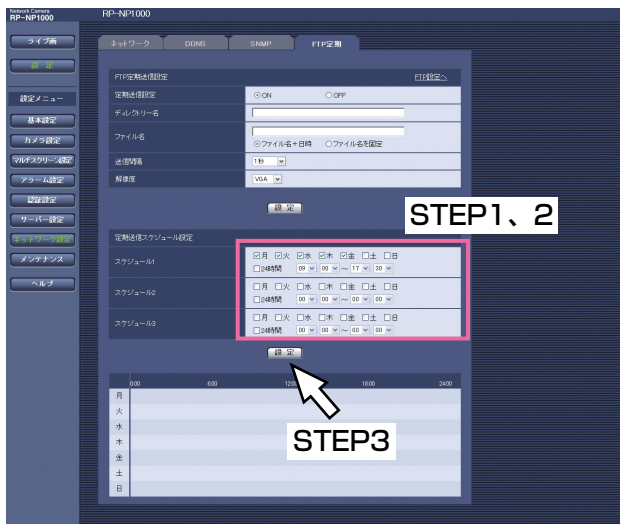 Network Camera
RP-NP1000
RP-NP1000
ライブ画
設 定
設定メニュー
基本設定
カメラ設定
マルチスクリーン設定
アラーム設定
認証設定
サーバー設定
ネットワーク設定
メンテナンス
ヘルプ
ネットワーク DDNS SNMP FTP定期
FTP定期送信設定 FTP設定へ
定期送信設定 ON OFF
ディレクトリー名
ファイル名
ファイル名+日時 ファイル名を固定
送信間隔 1秒
解像度 VGA
設 定
STEP1、2
定期送信スケジュール設定
スケジュール1 月 火 水 木 金 土 日
24時間 09 : 00 ~ 17 : 30
スケジュール2 月 火 水 木 金 土 日
24時間 00 : 00 ~ 00 : 00
スケジュール3 月 火 水 木 金 土 日
24時間 00 : 00 ~ 00 : 00
設 定
STEP3
0:00 6:00 1800 2400
月
火
水
木
金
土
日